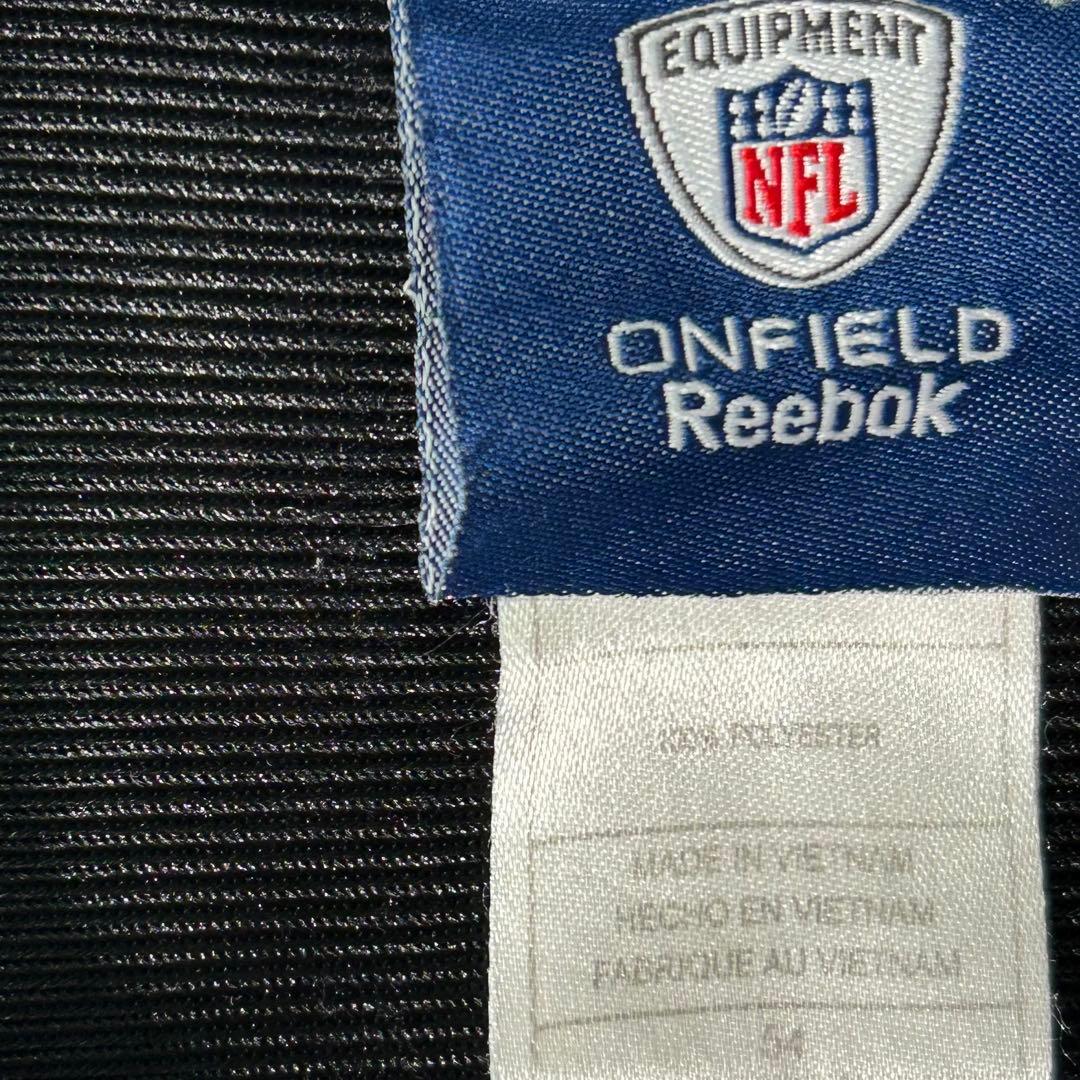 EQUIPMENT
NFL
ONFIELD
Reebok
POLYESTER
MADE IN VIETNAM
HECHO EN VIETNAM
FABRIQUE AU VIETNAM